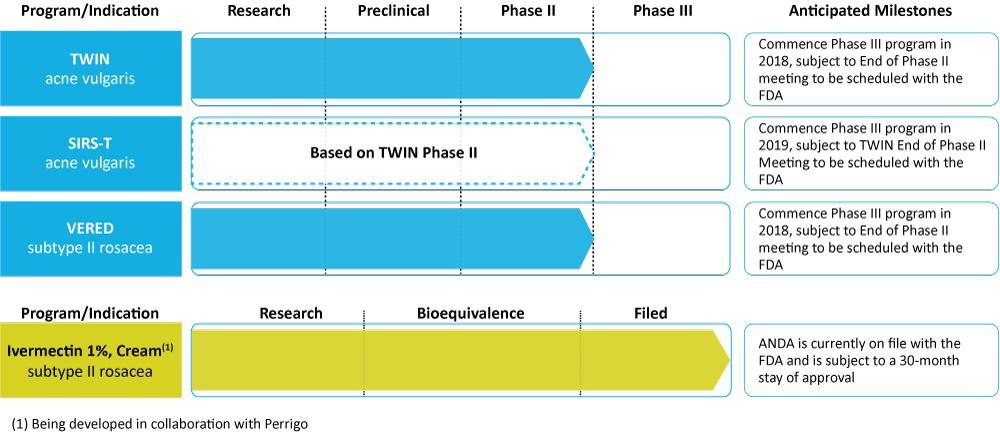 Program/Indication Research Preclinical Phase II Phase III Anticipated Milestones
TWIN
acne vulgaris
Commence Phase III program in
2018, subject to End of Phase II
meeting to be scheduled with the
FDA
SIRS-T
acne vulgaris
Based on TWIN Phase II
Commence Phase III program in
2019, subject to TWIN End of Phase II
Meeting to be scheduled with the
FDA
VERED
subtype II rosacea
Commence Phase III program in
2018, subject to End of Phase II
meeting to be scheduled with the
FDA
Program/Indication Research Bioequivalence Filed
Ivermectin 1%, Cream(1)
subtype II rosacea
ANDA is currently on file with the
FDA and is subject to a 30-month
stay of approval
(1) Being developed in collaboration with Perrigo